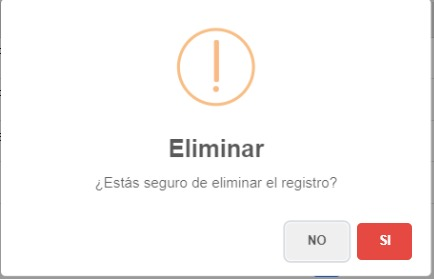 Eliminar
¿Estás seguro de eliminar el registro?
NO
SI